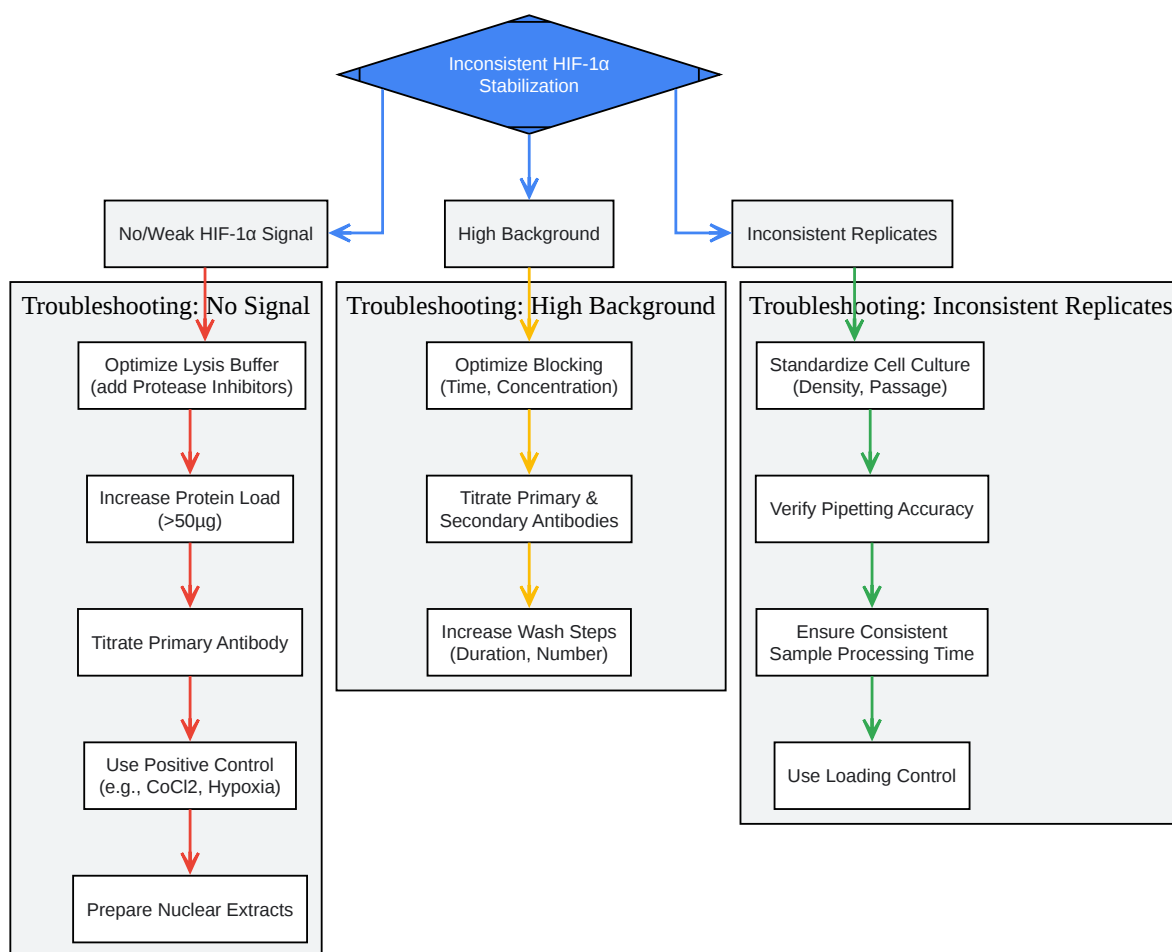 Inconsistent HIF-1α
Stabilization
No/Weak HIF-1α Signal
High Background
Inconsistent Replicates
Troubleshooting: No Signal
Optimize Lysis Buffer
(add Protease Inhibitors)
Increase Protein Load
(>50µg)
Titrate Primary Antibody
Use Positive Control
(e.g., CoCl2, Hypoxia)
Prepare Nuclear Extracts
Troubleshooting: High Background
Optimize Blocking
(Time, Concentration)
Titrate Primary &
Secondary Antibodies
Increase Wash Steps
(Duration, Number)
Troubleshooting: Inconsistent Replicates
Standardize Cell Culture
(Density, Passage)
Verify Pipetting Accuracy
Ensure Consistent
Sample Processing Time
Use Loading Control